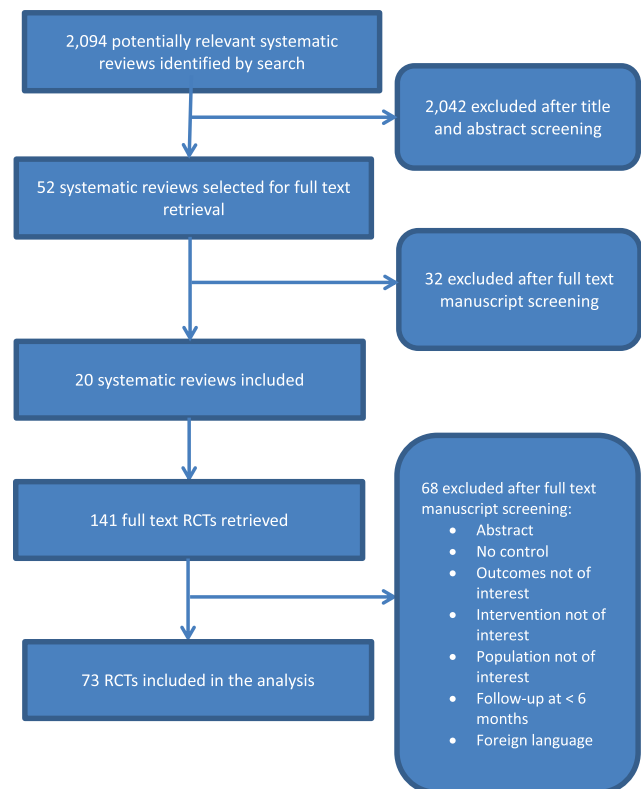 2,094 potentially relevant systematic
reviews identified by search
2,042 excluded after title
and abstract screening
52 systematic reviews selected for full text
retrieval
32 excluded after full text
manuscript screening
20 systematic reviews included
141 full text RCTs retrieved
68 excluded after full text
manuscript screening:
• Abstract
• No control
• Outcomes not of
interest
• Intervention not of
interest
• Population not of
interest
• Follow-up at < 6
months
• Foreign language
73 RCTs included in the analysis